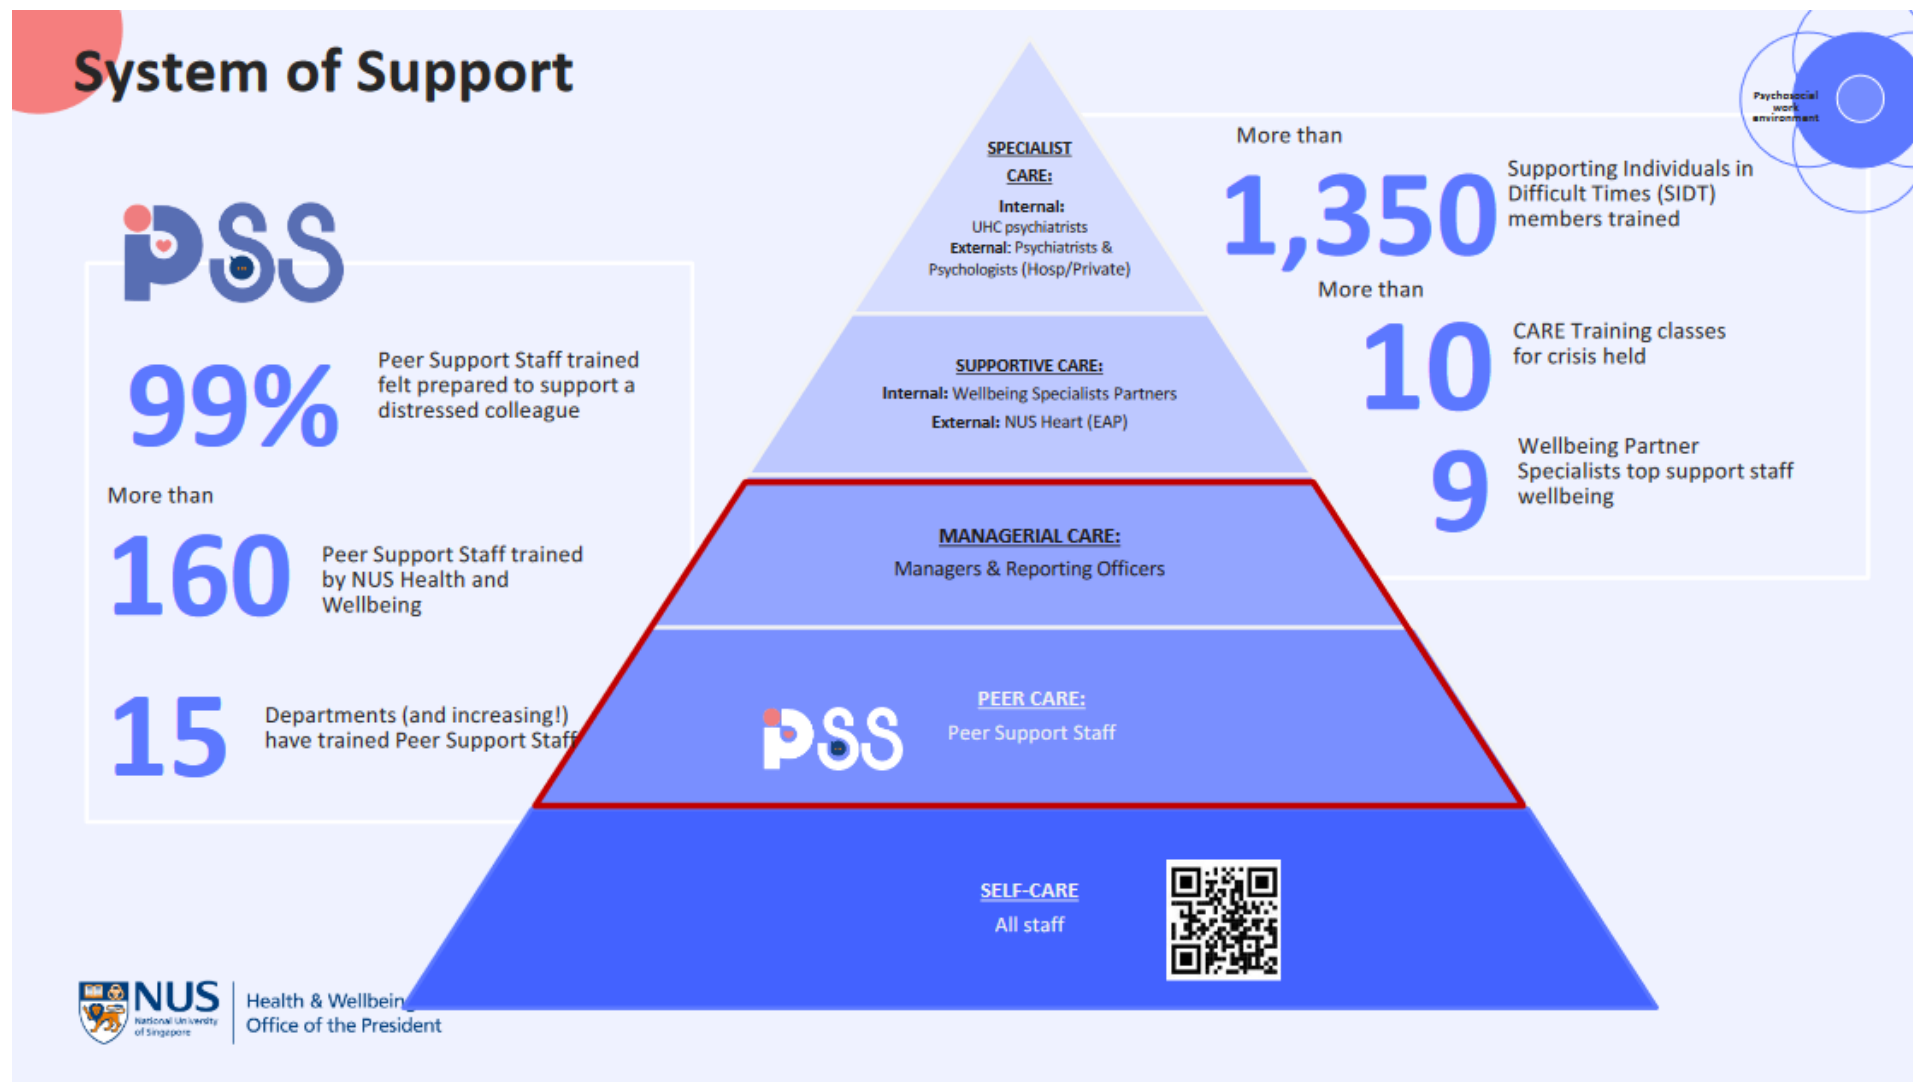 System of Support
PSS
99%
Peer Support Staff trained
felt prepared to support a
distressed colleague
More than
160
Peer Support Staff trained
by NUS Health and
Wellbeing
15
Departments (and increasing!)
have trained Peer Support Staff
SPECIALIST
CARE:
Internal:
UHC psychiatrists
External: Psychiatrists &
Psychologists (Hosp/Private)
SUPPORTIVE CARE:
Internal: Wellbeing Specialists Partners
External: NUS Heart (EAP)
MANAGERIAL CARE:
Managers & Reporting Officers
PSS
PEER CARE:
Peer Support Staff
SELF-CARE
All staff
More than
1,350
Supporting Individuals in
Difficult Times (SIDT)
members trained
More than
10
CARE Training classes
for crisis held
9
Wellbeing Partner
Specialists top support staff
wellbeing
Psychosocial
work
environment
NUS
National University
of Singapore
Health & Wellbein
Office of the President